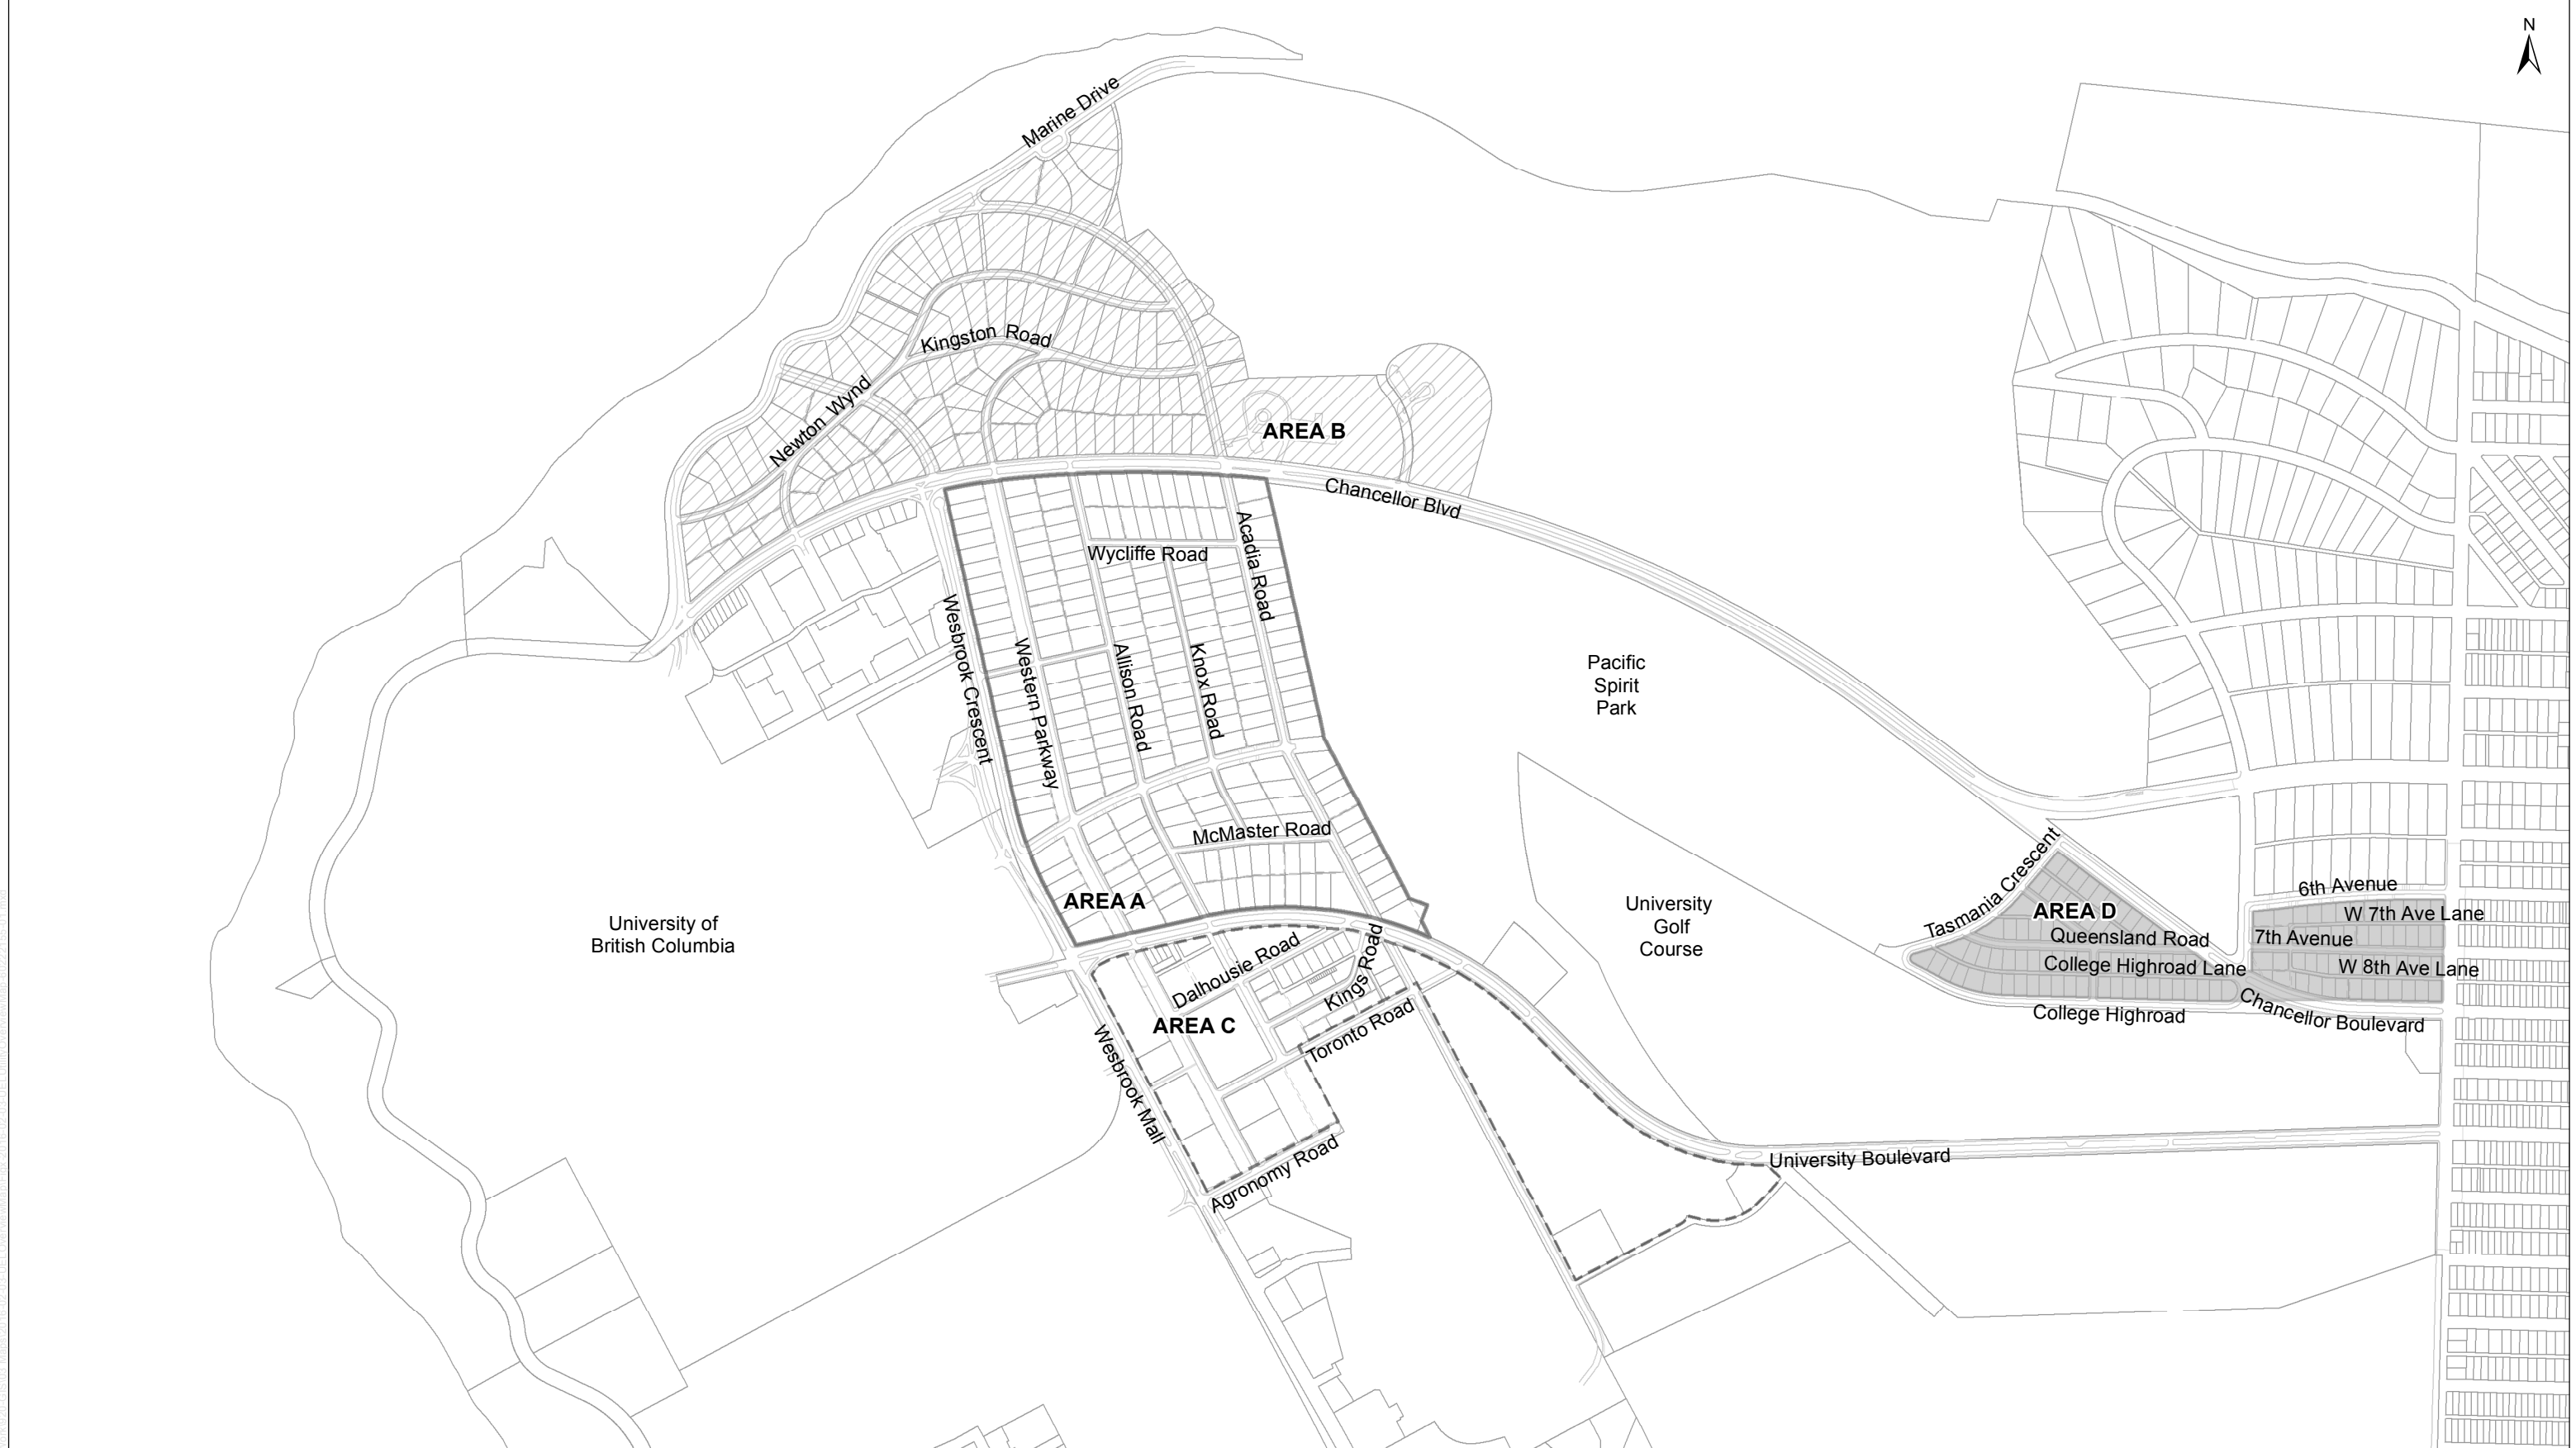 N
Marine Drive
Kingston Road
Newton Wynd
AREA B
Chancellor Blvd
Acadia Road
Wycliffe Road
Wesbrook Crescent
Western Parkway
Allison Road
Knox Road
Pacific
Spirit
Park
McMaster Road
AREA A
University of
British Columbia
University
Golf
Course
Tasmania Crescent
AREA D
6th Avenue
W 7th Ave Lane
Queensland Road
7th Avenue
College Highroad Lane
W 8th Ave Lane
College Highroad
Chancellor Boulevard
Dalhousie Road
Kings Road
AREA C
Toronto Road
Wesbrook Mall
Agronomy Road
University Boulevard